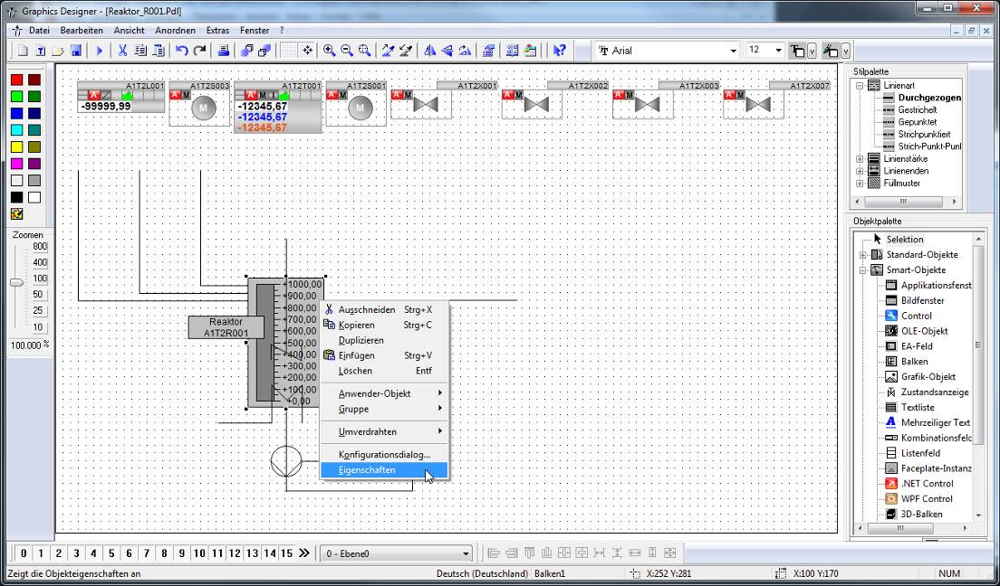 Graphics Designer - [Reaktor_R001.Pdl]
Datei Bearbeiten Ansicht Anordnen Extras Fenster ?
Arial 12
A1T2L001 A1T2S003 A1T2T001 A1T2S001 A1T2X001 A1T2X002 A1T2X003 A1T2X007
A A M A M I A M A M A M A M A M
-99999,99 M -12345,67 M
-12345,67
-12345,67
Stilpalette
Linienart
Durchgezogen
Gestrichelt
Gepunktet
Strichpunktiert
Strich-Punkt-Punl
Linienstärke
Linienenden
Füllmuster
Zoomen
800
400
100
50
25
10
100.000 %
Objektpalette
Selektion
Standard-Objekte
Smart-Objekte
Applikationsfenst
Bildfenster
Control
OLE-Objekt
EA-Feld
Balken
Grafik-Objekt
Zustandsanzeige
Textliste
Mehrzeiliger Text
Kombinationsfeld
Listenfeld
Faceplate-Instanz
.NET Control
WPF Control
3D-Balken
Reaktor
A1T2R001
+1000,00
+900,00
+800,00
+700,00
+600,00
+500,00
+400,00
+300,00
+200,00
+100,00
+0,00
Ausschneiden Strg+X
Kopieren Strg+C
Duplizieren
Einfügen Strg+V
Löschen Entf
Anwender-Objekt
Gruppe
Umverdrahten
Konfigurationsdialog...
Eigenschaften
0 1 2 3 4 5 6 7 8 9 10 11 12 13 14 15 0 - Ebene0
Zeigt die Objekteigenschaften an Deutsch (Deutschland) Balken1 X:252 Y:281 X:100 Y:170 NUM